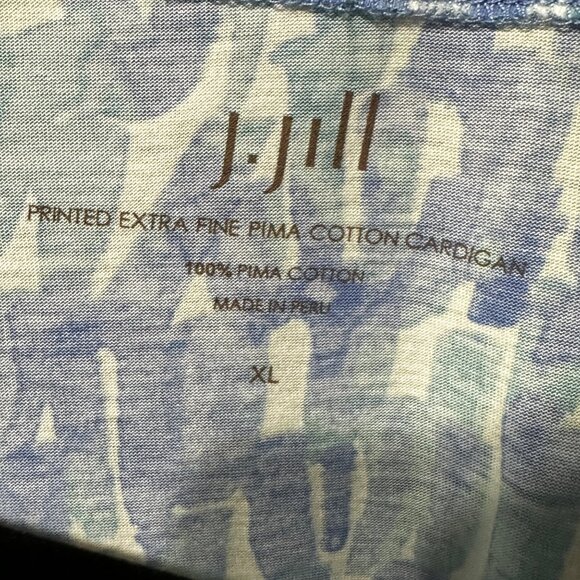 J.Jill
PRINTED EXTRA FINE PIMA COTTON CARDIGAN
100% PIMA COTTON
MADE IN PERU
XL